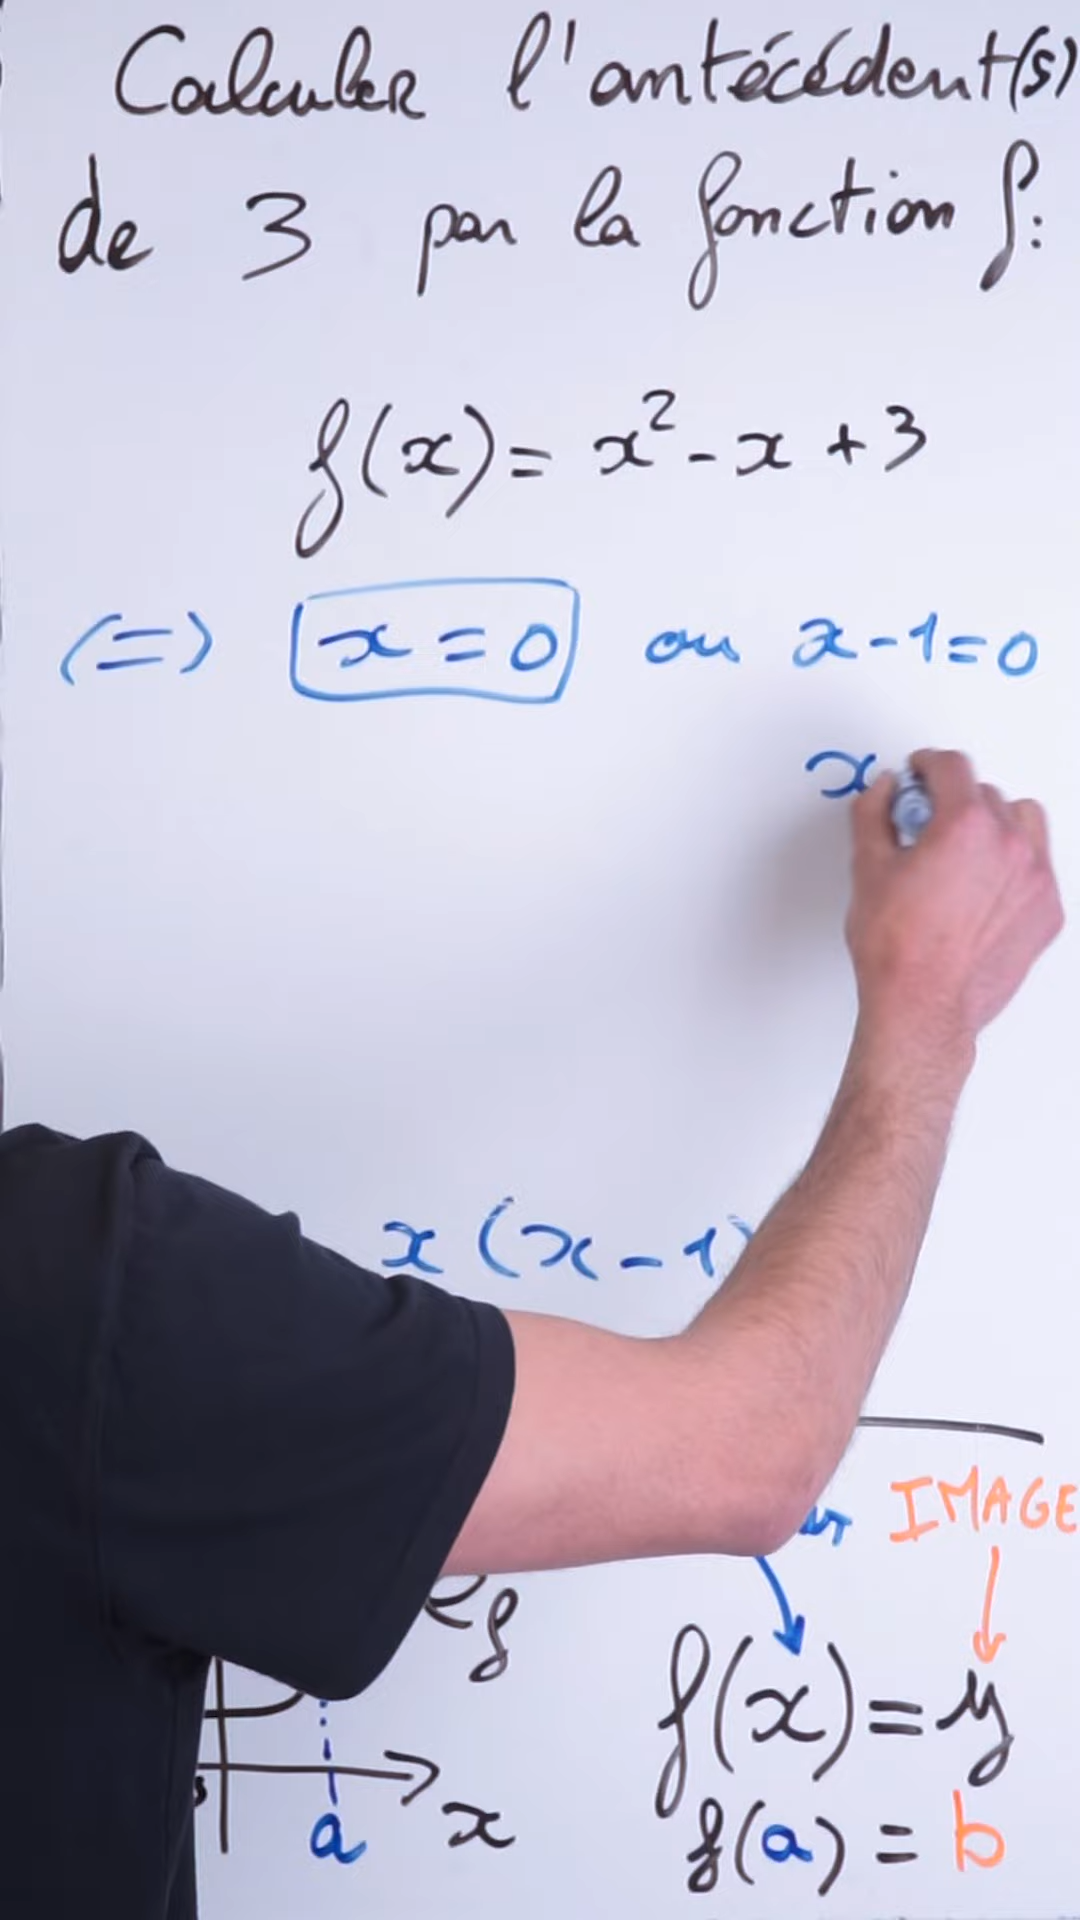 Calculer l'antécédent(s)
de 3 par la fonction f:
f(x) = x² - x + 3
(=) x = 0 ou x - 1 = 0
x
x (x - 1)
IMAGE
f(x) = y
a x
f(a) = b